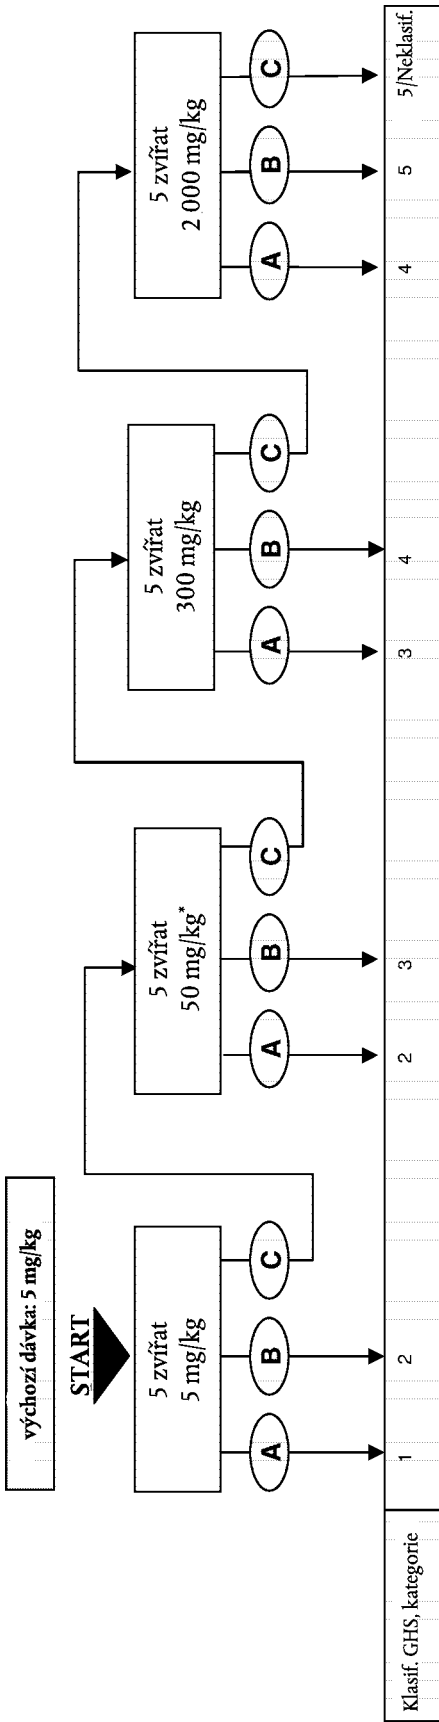 výchozí dávka: 5 mg/kg
START
5 zvířat
5 mg/kg
5 zvířat
50 mg/kg*
5 zvířat
300 mg/kg
5 zvířat
2 000 mg/kg
A B C A B C A B C A B C
Klasif. GHS, kategorie 1 2 2 3 3 4 4 5 5/Neklasif.